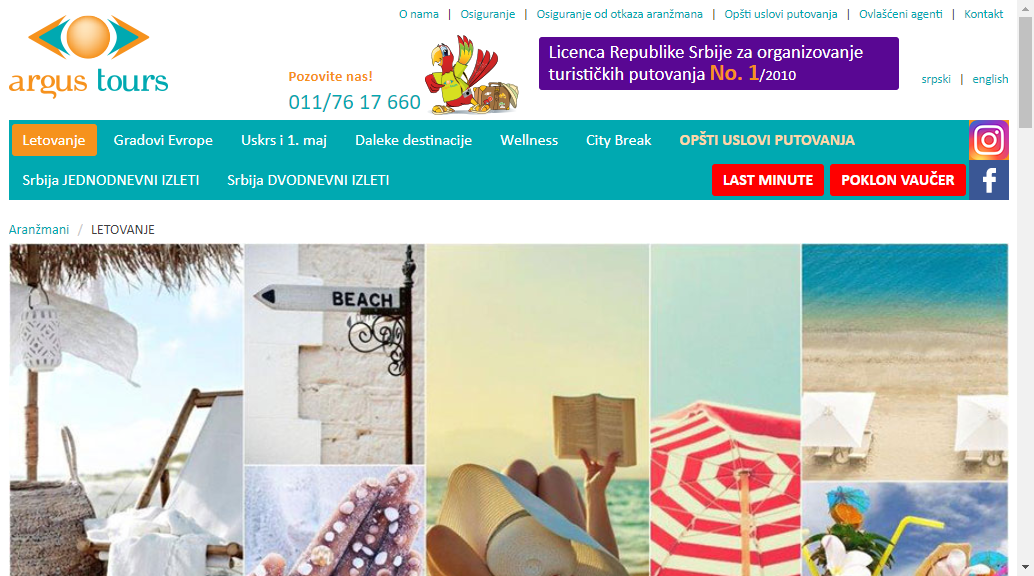 O nama | Osiguranje | Osiguranje od otkaza aranžmana | Opšti uslovi putovanja | Ovlašćeni agenti | Kontakt
argus tours
Pozovite nas!
011/76 17 660
Licenca Republike Srbije za organizovanje
turističkih putovanja No. 1/2010
srpski | english
Letovanje Gradovi Evrope Uskrs i 1. maj Daleke destinacije Wellness City Break OPŠTI USLOVI PUTOVANJA
Srbija JEDNODNEVNI IZLETI Srbija DVODNEVNI IZLETI LAST MINUTE POKLON VAUČER
Aranžmani / LETOVANJE
BEACH